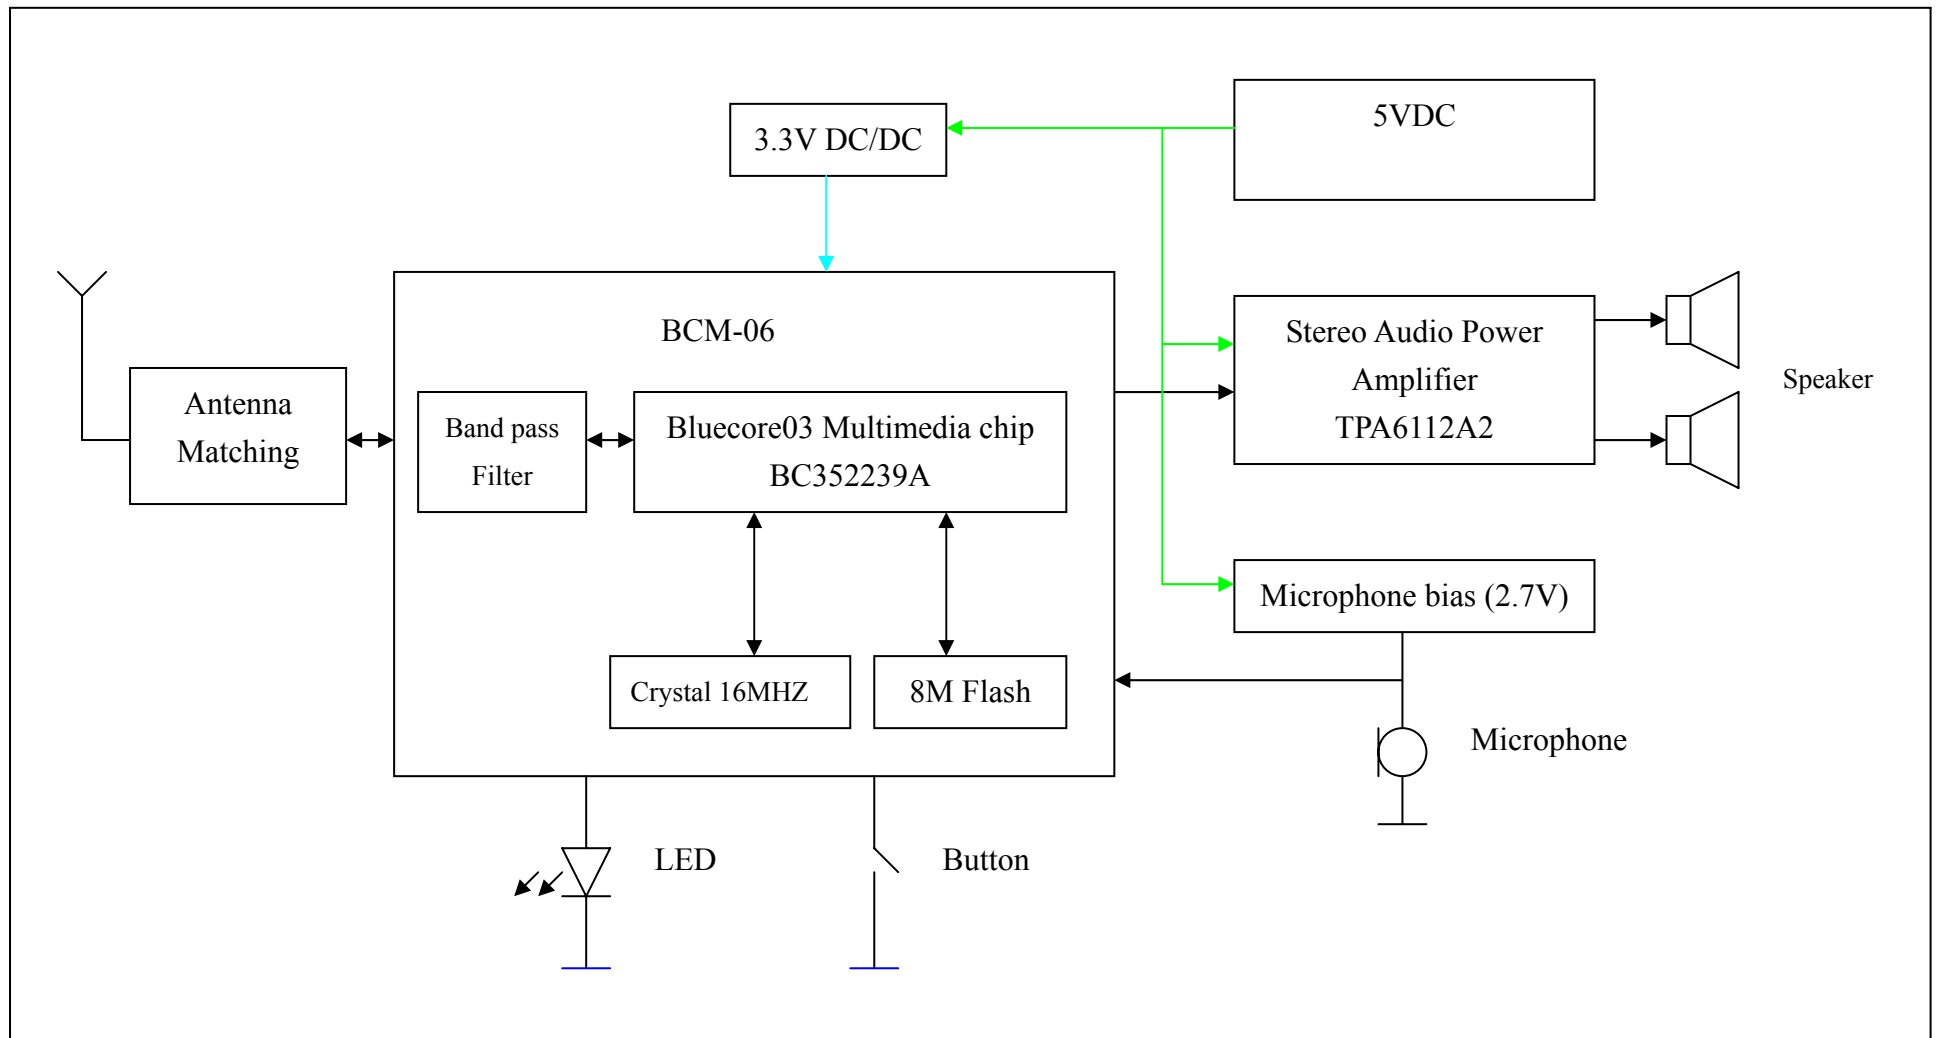 5VDC
3.3V DC/DC
BCM-06
Stereo Audio Power
Amplifier
TPA6112A2
Speaker
Antenna
Matching
Band pass
Filter
Bluecore03 Multimedia chip
BC352239A
Microphone bias (2.7V)
Crystal 16MHZ
8M Flash
Microphone
LED
Button